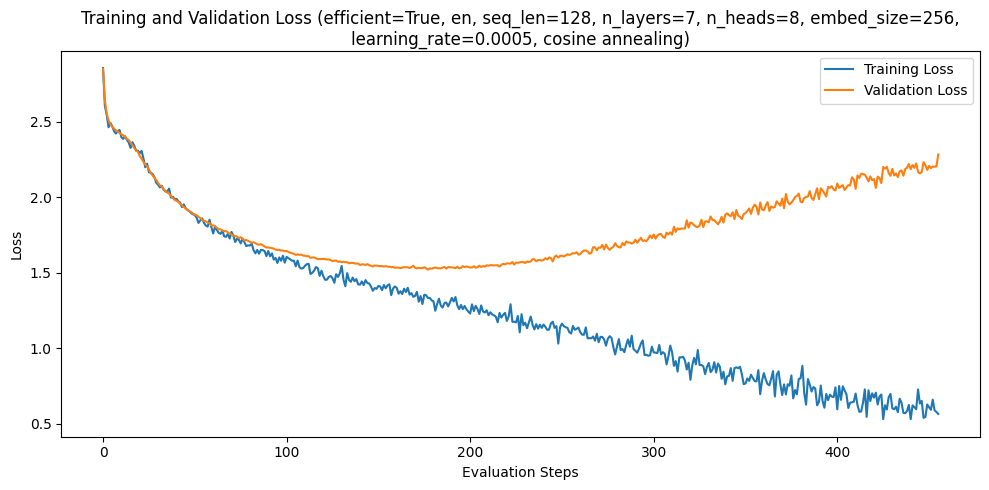 Training and Validation Loss (efficient=True, en, seq_len=128, n_layers=7, n_heads=8, embed_size=256,
learning_rate=0.0005, cosine annealing)
Training Loss
Validation Loss
Loss
2.5
2.0
1.5
1.0
0.5
0 100 200 300 400
Evaluation Steps